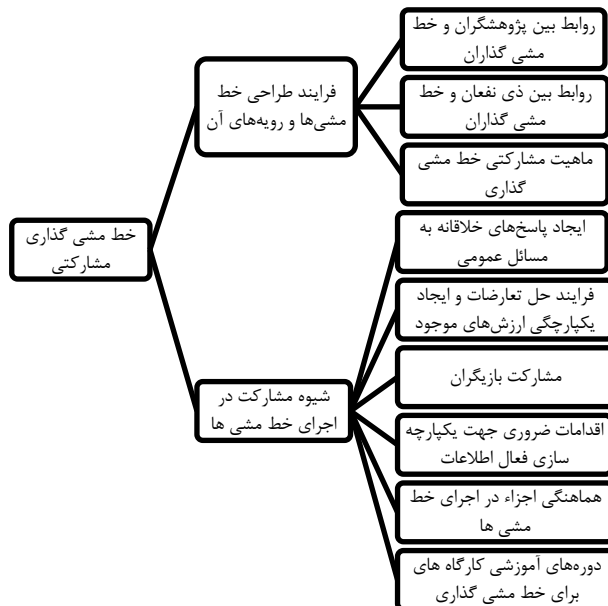 روابط بین پژوهشگران و خط
مشی گذاران
فرایند طراحی خط
مشی‌ها و رویه‌های آن
روابط بین ذی نفعان و خط
مشی گذاران
ماهیت مشارکتی خط مشی
گذاری
خط مشی گذاری
مشارکتی
ایجاد پاسخ‌های خلاقانه به
مسائل عمومی
فرایند حل تعارضات و ایجاد
یکپارچگی ارزش‌های موجود
مشارکت بازیگران
شیوه مشارکت در
اجرای خط مشی ها
اقدامات ضروری جهت یکپارچه
سازی فعال اطلاعات
هماهنگی اجزاء در اجرای خط
مشی ها
دوره‌های آموزشی کارگاه های
برای خط مشی گذاری